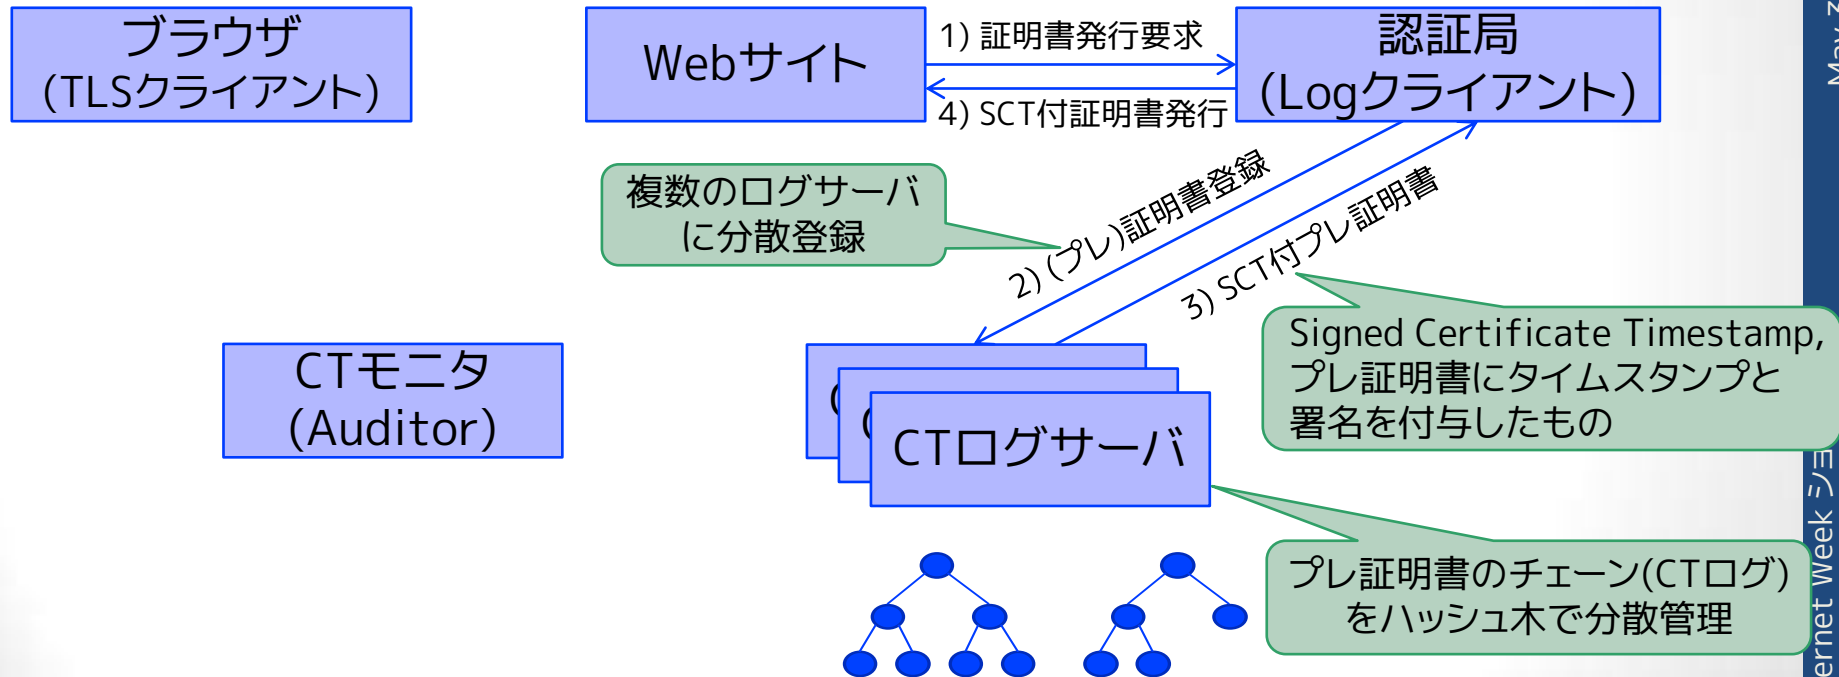 ブラウザ
(TLSクライアント)
Webサイト
1) 証明書発行要求
4) SCT付証明書発行
認証局
(Logクライアント)
複数のログサーバ
に分散登録
2) (プレ)証明書登録
3) SCT付プレ証明書
Signed Certificate Timestamp,
プレ証明書にタイムスタンプと
署名を付与したもの
CTモニタ
(Auditor)
CTログサーバ
プレ証明書のチェーン(CTログ)
をハッシュ木で分散管理
Week